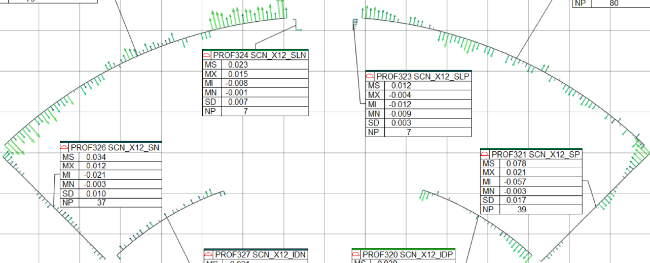 NP 80
PROF324 SCN_X12_SLN
MS 0.023
MX 0.015
MI -0.008
MN -0.001
SD 0.007
NP 7
PROF323 SCN_X12_SLP
MS 0.012
MX -0.004
MI -0.012
MN -0.009
SD 0.003
NP 7
PROF326 SCN_X12_SN
MS 0.034
MX 0.012
MI -0.021
MN -0.003
SD 0.010
NP 37
PROF321 SCN_X12_SP
MS 0.078
MX 0.021
MI -0.057
MN -0.003
SD 0.017
NP 39
PROF327 SCN_X12_IDN
PROF320 SCN_X12_IDP